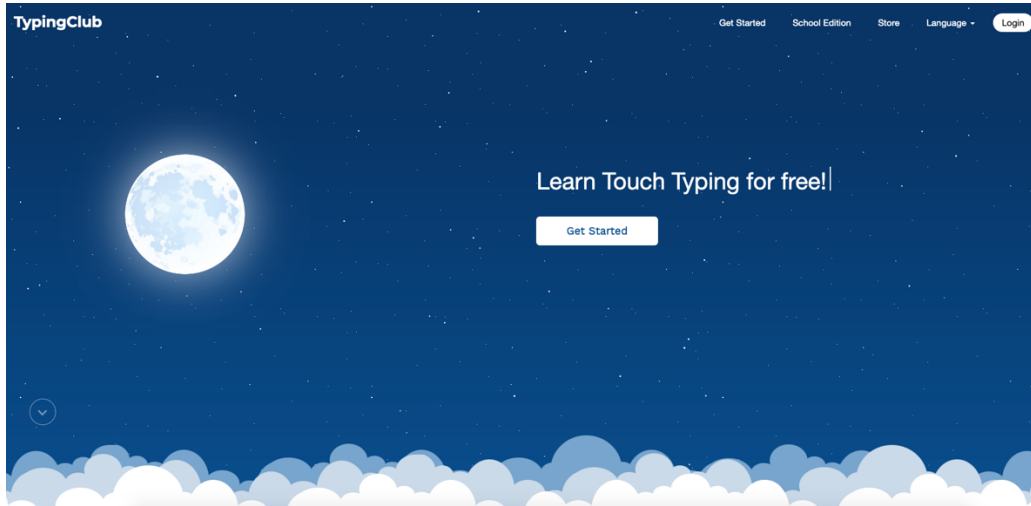 TypingClub
Get Started School Edition Store Language Login
Learn Touch Typing for free!
Get Started